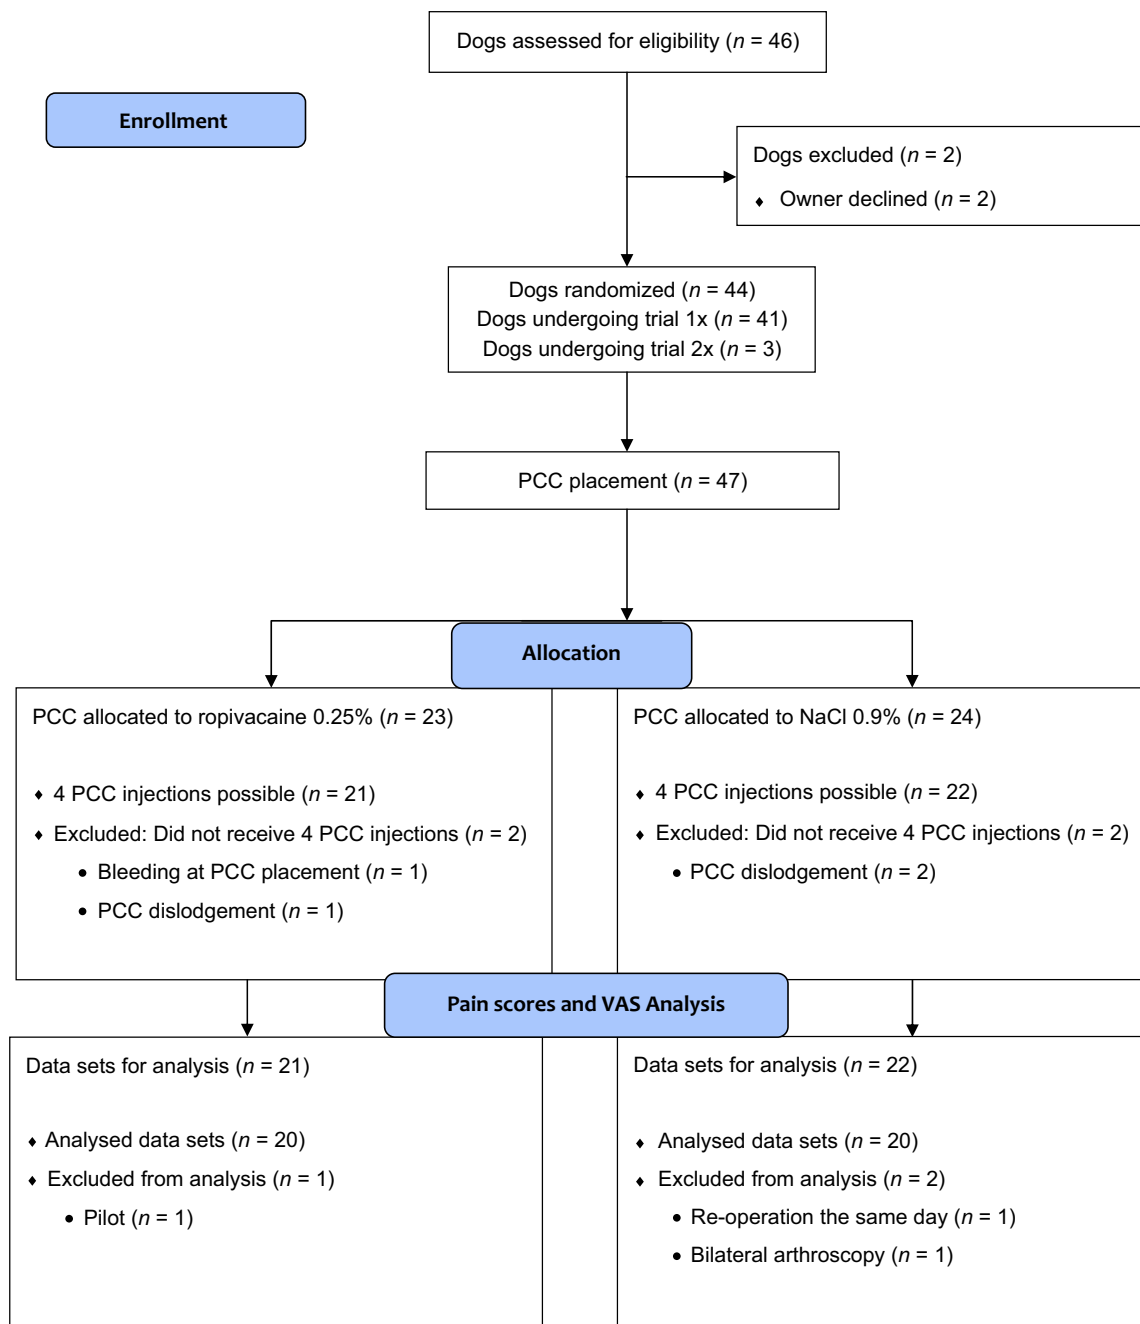 Dogs assessed for eligibility (n = 46)
Enrollment
Dogs excluded (n = 2)
♦ Owner declined (n = 2)
Dogs randomized (n = 44)
Dogs undergoing trial 1x (n = 41)
Dogs undergoing trial 2x (n = 3)
PCC placement (n = 47)
Allocation
PCC allocated to ropivacaine 0.25% (n = 23)
♦ 4 PCC injections possible (n = 21)
♦ Excluded: Did not receive 4 PCC injections (n = 2)
• Bleeding at PCC placement (n = 1)
• PCC dislodgement (n = 1)
PCC allocated to NaCl 0.9% (n = 24)
♦ 4 PCC injections possible (n = 22)
♦ Excluded: Did not receive 4 PCC injections (n = 2)
• PCC dislodgement (n = 2)
Pain scores and VAS Analysis
Data sets for analysis (n = 21)
♦ Analysed data sets (n = 20)
♦ Excluded from analysis (n = 1)
• Pilot (n = 1)
Data sets for analysis (n = 22)
♦ Analysed data sets (n = 20)
♦ Excluded from analysis (n = 2)
• Re-operation the same day (n = 1)
• Bilateral arthroscopy (n = 1)